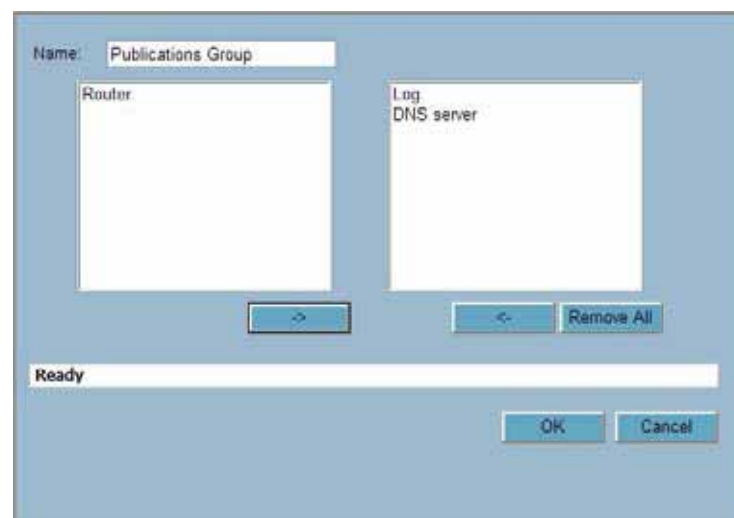 Name: Publications Group
Router
Log
DNS server
->
<-
Remove All
Ready
OK
Cancel